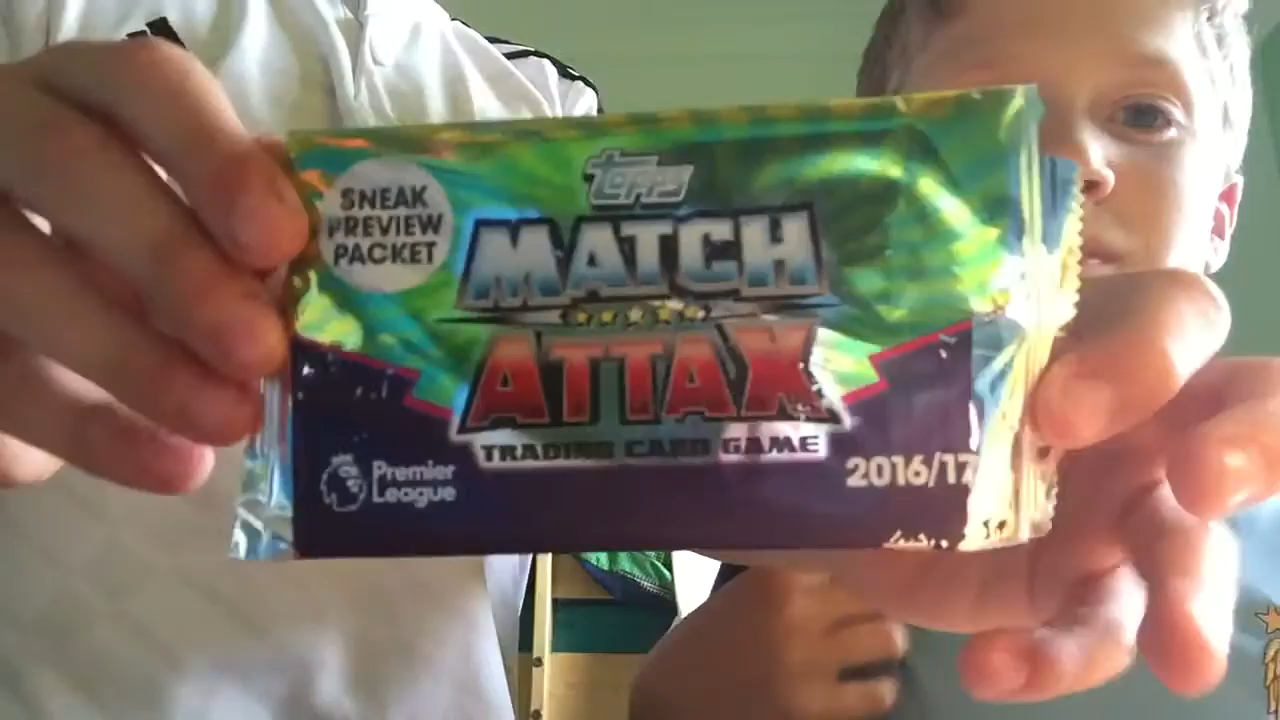 SNEAK
PREVIEW
PACKET
Topps
MATCH
ATTAX
TRADING CARD GAME
Premier
League
2016/17